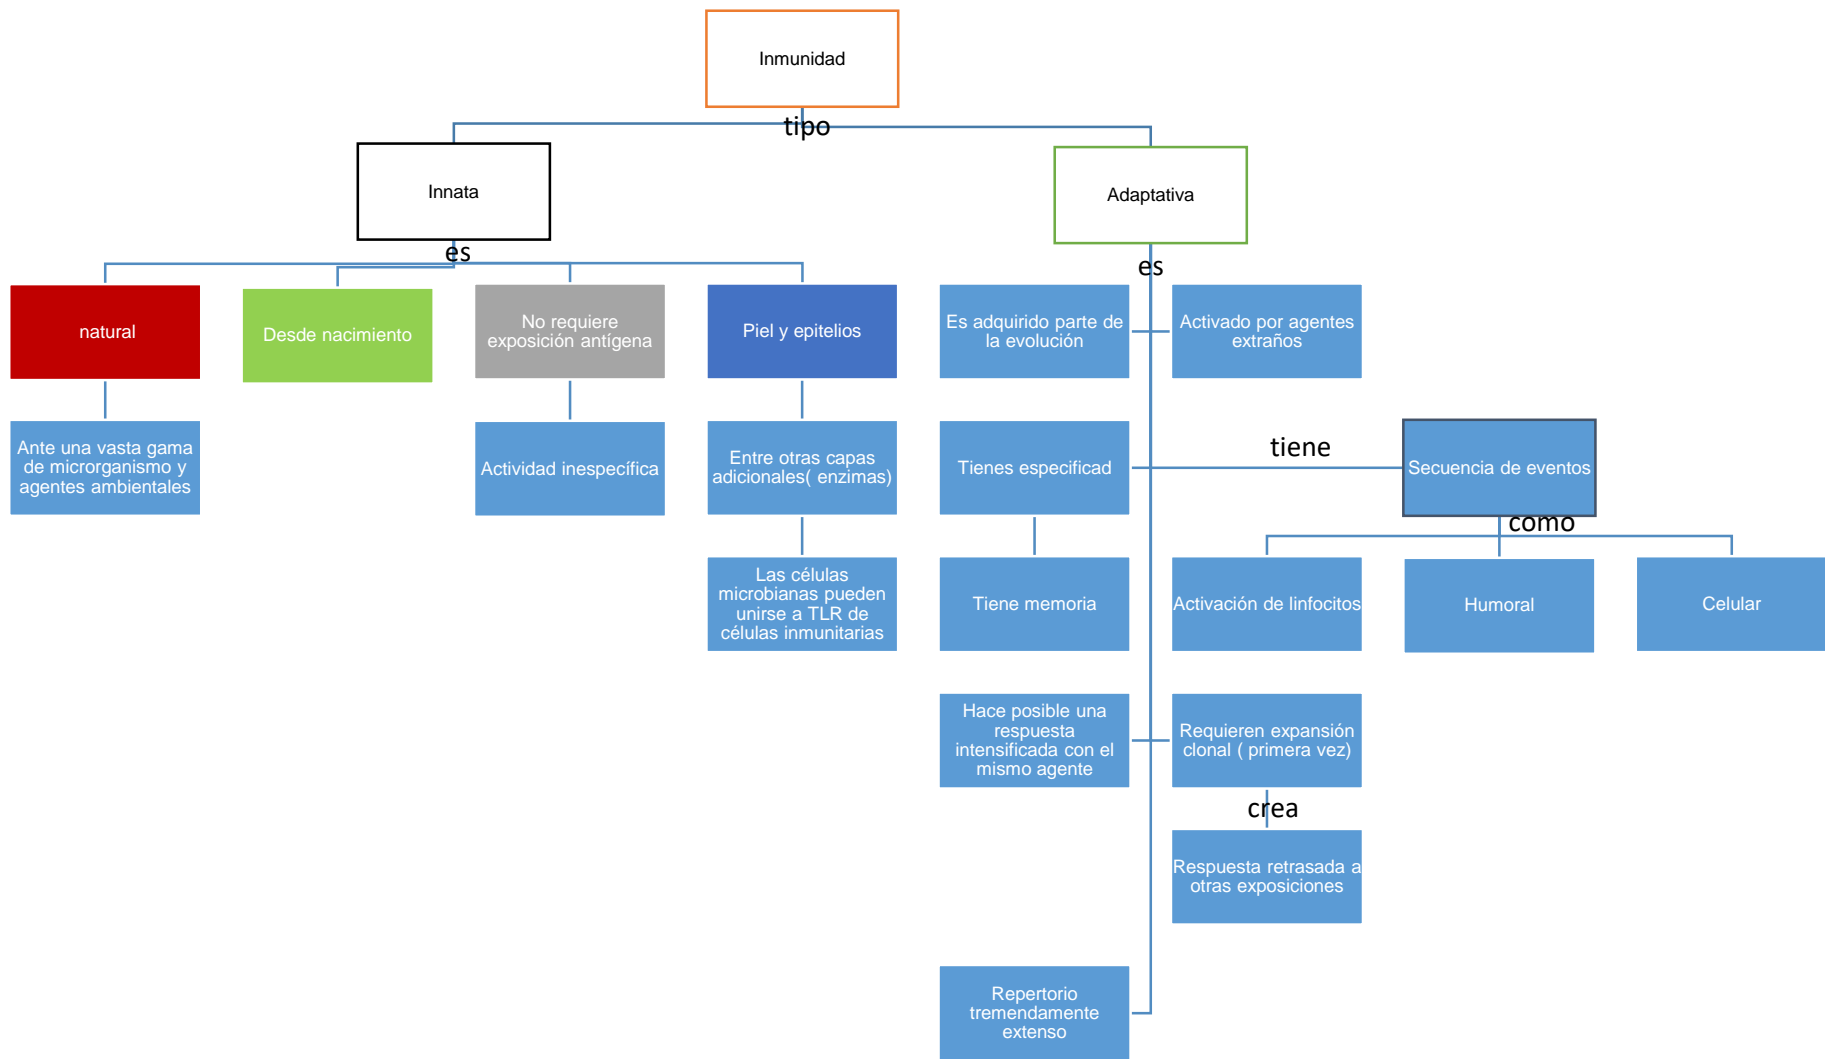 Inmunidad
tipo
Innata
Adaptativa
es
es
natural
Desde nacimiento
No requiere
exposición antígena
Piel y epitelios
Es adquirido parte de
la evolución
Activado por agentes
extraños
Ante una vasta gama
de microrganismo y
agentes ambientales
Actividad inespecífica
Entre otras capas
adicionales( enzimas)
Tienes especificad
tiene
Secuencia de eventos
como
Las células
microbianas pueden
unirse a TLR de
células inmunitarias
Tiene memoria
Activación de linfocitos
Humoral
Celular
Hace posible una
respuesta
intensificada con el
mismo agente
Requieren expansión
clonal ( primera vez)
crea
Respuesta retrasada a
otras exposiciones
Repertorio
tremendamente
extenso